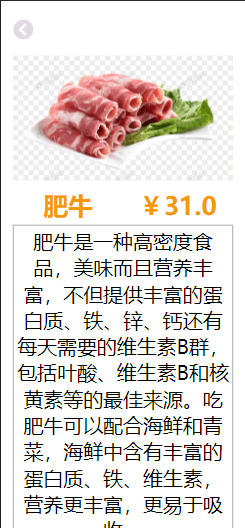 肥牛 ￥31.0
肥牛是一种高密度食
品，美味而且营养丰
富，不但提供丰富的蛋
白质、铁、锌、钙还有
每天需要的维生素B群，
包括叶酸、维生素B和核
黄素等的最佳来源。吃
肥牛可以配合海鲜和青
菜，海鲜中含有丰富的
蛋白质、铁、维生素，
营养更丰富，更易于吸